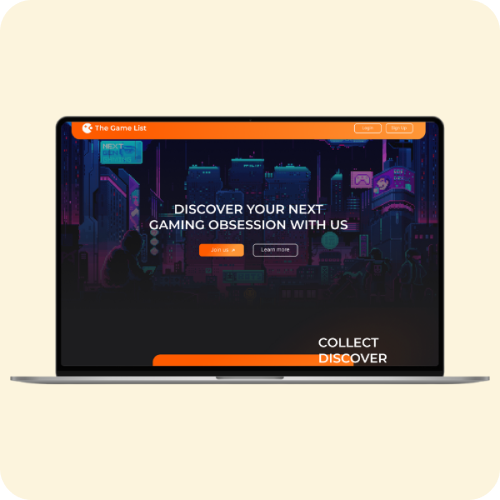 The Game List
Login
Sign up
NEXT
DISCOVER YOUR NEXT
GAMING OBSESSION WITH US
Join us
Learn more
COLLECT
DISCOVER